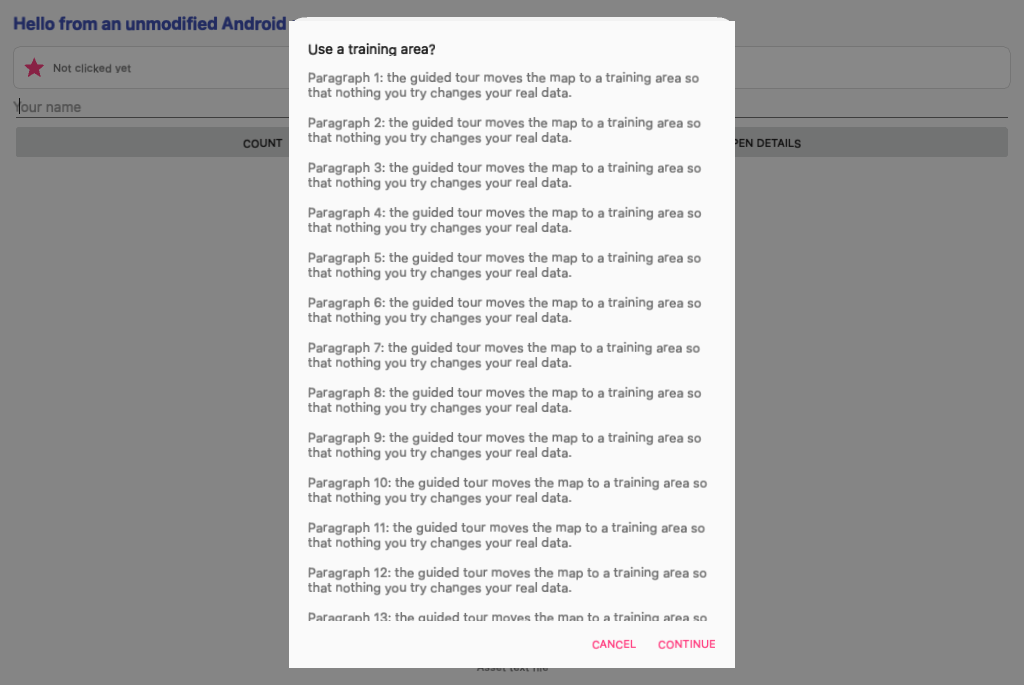 Hello from an unmodified Android
Not clicked yet
Your name
COUNT
PEN DETAILS
Use a training area?
Paragraph 1: the guided tour moves the map to a training area so
that nothing you try changes your real data.
Paragraph 2: the guided tour moves the map to a training area so
that nothing you try changes your real data.
Paragraph 3: the guided tour moves the map to a training area so
that nothing you try changes your real data.
Paragraph 4: the guided tour moves the map to a training area so
that nothing you try changes your real data.
Paragraph 5: the guided tour moves the map to a training area so
that nothing you try changes your real data.
Paragraph 6: the guided tour moves the map to a training area so
that nothing you try changes your real data.
Paragraph 7: the guided tour moves the map to a training area so
that nothing you try changes your real data.
Paragraph 8: the guided tour moves the map to a training area so
that nothing you try changes your real data.
Paragraph 9: the guided tour moves the map to a training area so
that nothing you try changes your real data.
Paragraph 10: the guided tour moves the map to a training area so
that nothing you try changes your real data.
Paragraph 11: the guided tour moves the map to a training area so
that nothing you try changes your real data.
Paragraph 12: the guided tour moves the map to a training area so
that nothing you try changes your real data.
Paragraph 13: the guided tour moves the map to a training area so
CANCEL CONTINUE